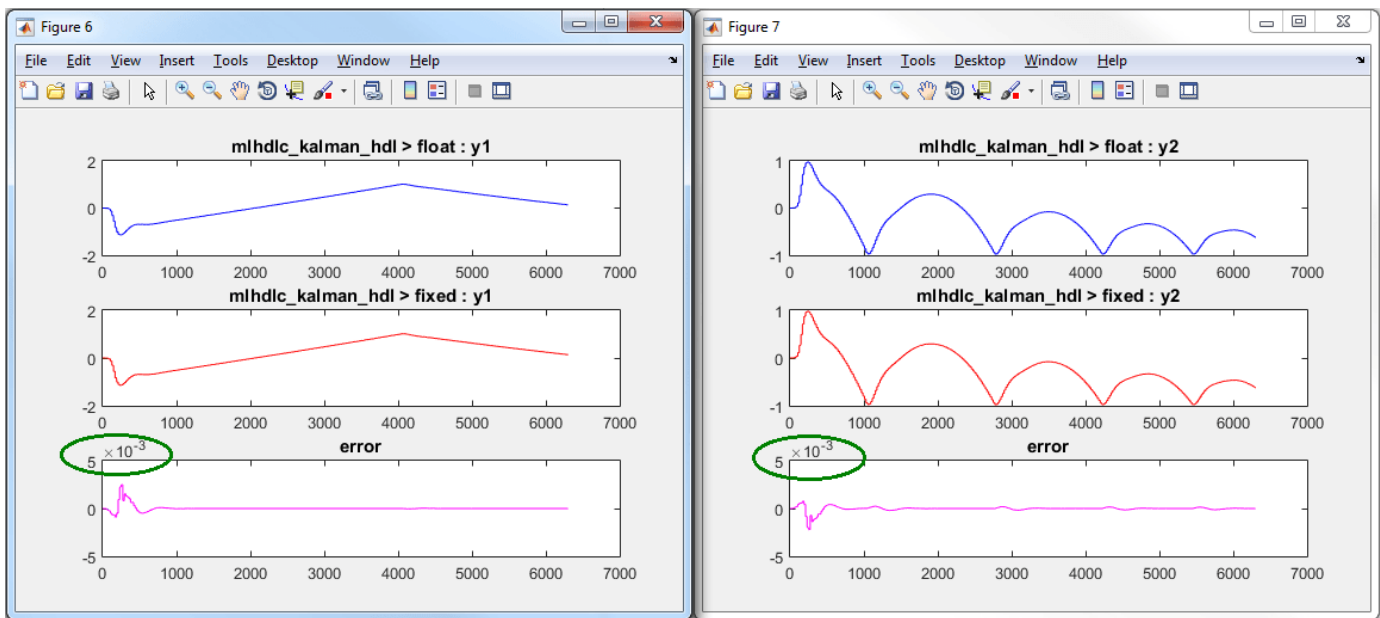 Figure 6
File Edit View Insert Tools Desktop Window Help
mlhdlc_kalman_hdl > float : y1
2
0
-2
0 1000 2000 3000 4000 5000 6000 7000
mlhdlc_kalman_hdl > fixed : y1
2
0
-2
0 1000 2000 3000 4000 5000 6000 7000
×10-3
error
5
0
-5
0 1000 2000 3000 4000 5000 6000 7000
Figure 7
File Edit View Insert Tools Desktop Window Help
mlhdlc_kalman_hdl > float : y2
1
0
-1
0 1000 2000 3000 4000 5000 6000 7000
mlhdlc_kalman_hdl > fixed : y2
1
0
-1
0 1000 2000 3000 4000 5000 6000 7000
×10-3
error
5
0
-5
0 1000 2000 3000 4000 5000 6000 7000